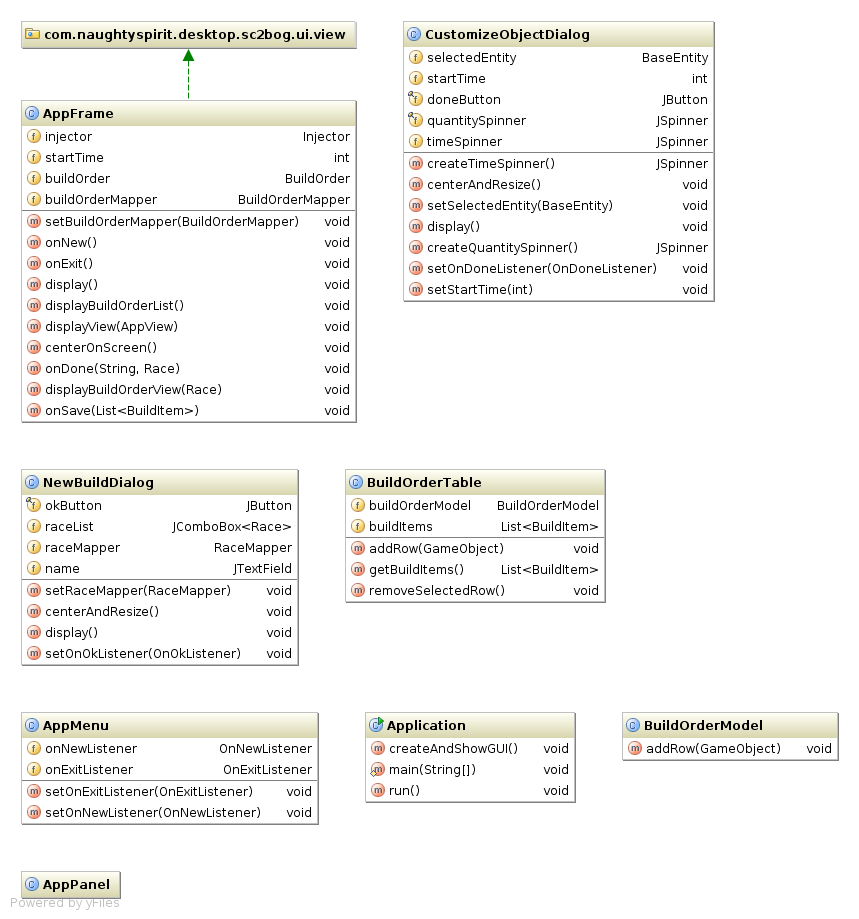 com.naughtyspirit.desktop.sc2bog.ui.view
AppFrame
injector Injector
startTime int
buildOrder BuildOrder
buildOrderMapper BuildOrderMapper
setBuildOrderMapper(BuildOrderMapper) void
onNew() void
onExit() void
display() void
displayBuildOrderList() void
displayView(AppView) void
centerOnScreen() void
onDone(String, Race) void
displayBuildOrderView(Race) void
onSave(List<BuildItem>) void
CustomizeObjectDialog
selectedEntity BaseEntity
startTime int
doneButton JButton
quantitySpinner JSpinner
timeSpinner JSpinner
createTimeSpinner() JSpinner
centerAndResize() void
setSelectedEntity(BaseEntity) void
display() void
createQuantitySpinner() JSpinner
setOnDoneListener(OnDoneListener) void
setStartTime(int) void
NewBuildDialog
okButton JButton
raceList JComboBox<Race>
raceMapper RaceMapper
name JTextField
setRaceMapper(RaceMapper) void
centerAndResize() void
display() void
setOnOkListener(OnOkListener) void
BuildOrderTable
buildOrderModel BuildOrderModel
buildItems List<BuildItem>
addRow(GameObject) void
getBuildItems() List<BuildItem>
removeSelectedRow() void
AppMenu
onNewListener OnNewListener
onExitListener OnExitListener
setOnExitListener(OnExitListener) void
setOnNewListener(OnNewListener) void
Application
createAndShowGUI() void
main(String[]) void
run() void
BuildOrderModel
addRow(GameObject) void
AppPanel
Powered by yFiles